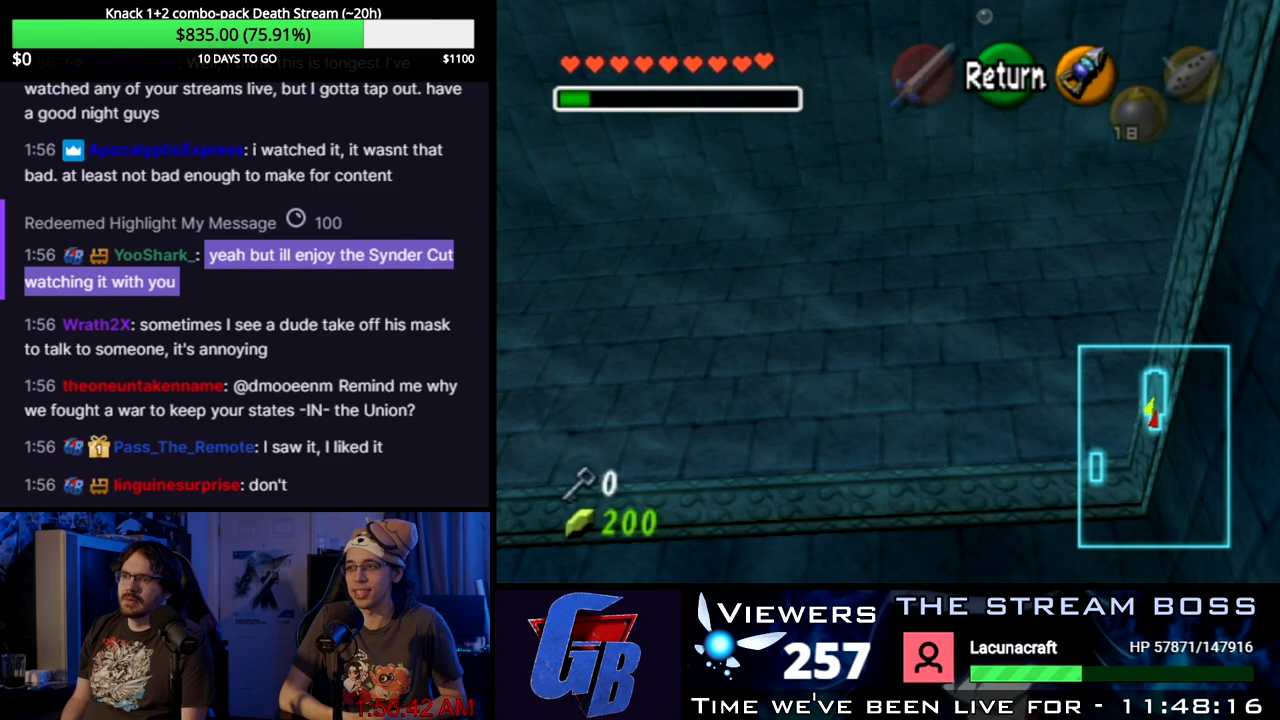 Knack 1+2 combo-pack Death Stream (~20h)
$835.00 (75.91%)
$0
10 DAYS TO GO
$1100
this is longest I've
watched any of your streams live, but I gotta tap out. have
a good night guys
1:56 ApocalypticExpress: i watched it, it wasnt that
bad. at least not bad enough to make for content
Redeemed Highlight My Message 100
1:56 YooShark_: yeah but ill enjoy the Synder Cut
watching it with you
1:56 Wrath2X: sometimes I see a dude take off his mask
to talk to someone, it's annoying
1:56 theoneuntakenname: @dmooeenm Remind me why
we fought a war to keep your states -IN- the Union?
1:56 Pass_The_Remote: I saw it, I liked it
1:56 linguinesurprise: don't
1:56:42 AM
Return
18
0
200
GB
VIEWERS
257
THE STREAM BOSS
Lacunacraft
HP 57871/147916
TIME WE'VE BEEN LIVE FOR - 11:48:16